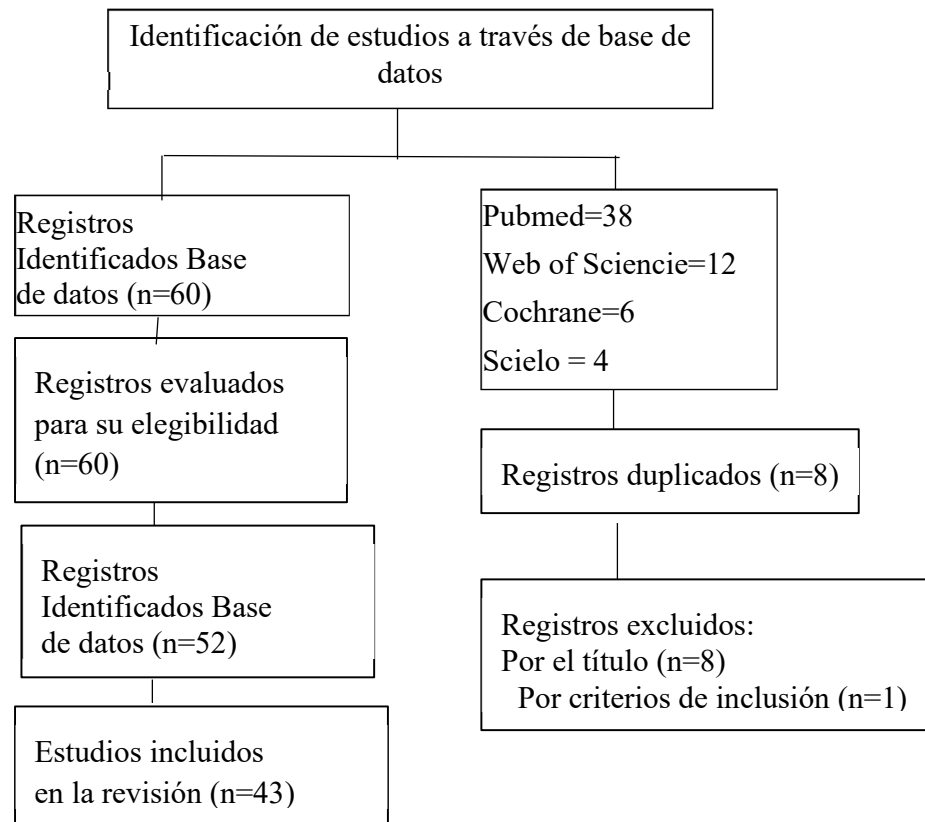 Identificación de estudios a través de base de
datos
Registros
Identificados Base
de datos (n=60)
Registros evaluados
para su elegibilidad
(n=60)
Registros
Identificados Base
de datos (n=52)
Estudios incluidos
en la revisión (n=43)
Pubmed=38
Web of Sciencie=12
Cochrane=6
Scielo = 4
Registros duplicados (n=8)
Registros excluidos:
Por el título (n=8)
Por criterios de inclusión (n=1)